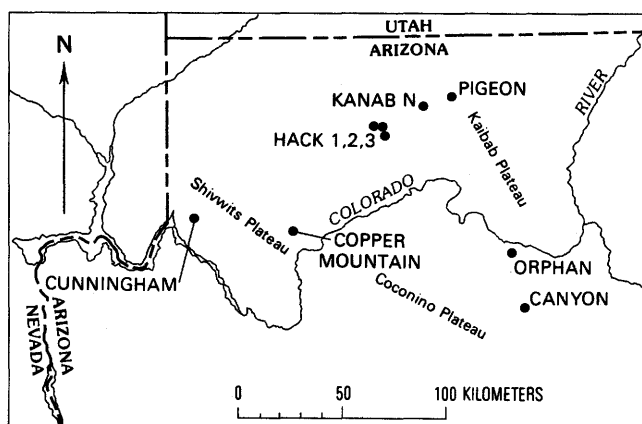 UTAH
ARIZONA
N
PIGEON
KANAB N
RIVER
HACK 1,2,3
Kaibab Plateau
Shivwits Plateau
COLORADO
COPPER
MOUNTAIN
CUNNINGHAM
ORPHAN
Coconino Plateau
CANYON
ARIZONA
NEVADA
0 50 100 KILOMETERS